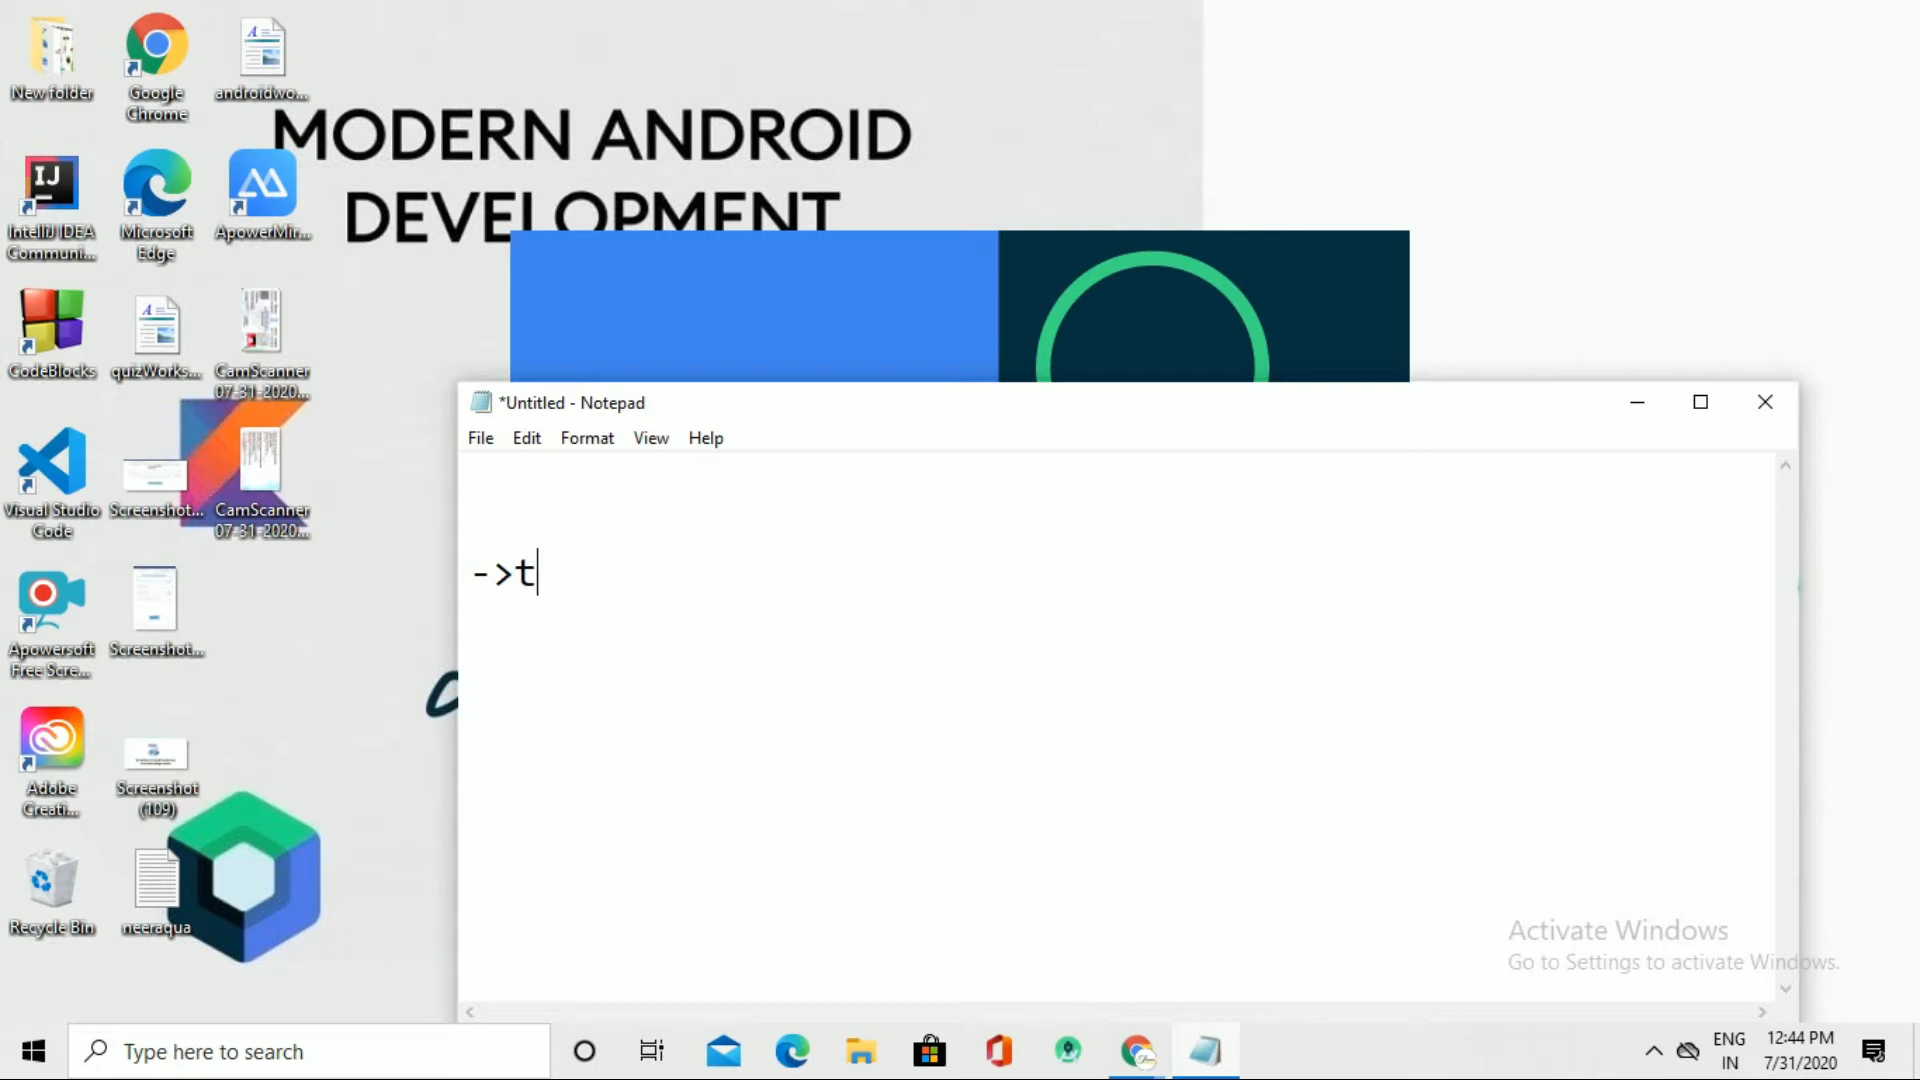 New folder
Google
Chrome
androidwo...
MODERN ANDROID
DEVELOPMENT
IntelliJ IDEA
Communi...
Microsoft
Edge
ApowerMir...
CodeBlocks
quizWorks...
CamScanner
07-31-2020...
Visual Studio
Code
Screenshot...
CamScanner
07-31-2020...
Apowersoft
Free Scre...
Screenshot...
Adobe
Creati...
Screenshot
(109)
Recycle Bin
neeraqua
*Untitled - Notepad
File Edit Format View Help
->t
Activate Windows
Go to Settings to activate Windows.
Type here to search
ENG
IN
12:44 PM
7/31/2020